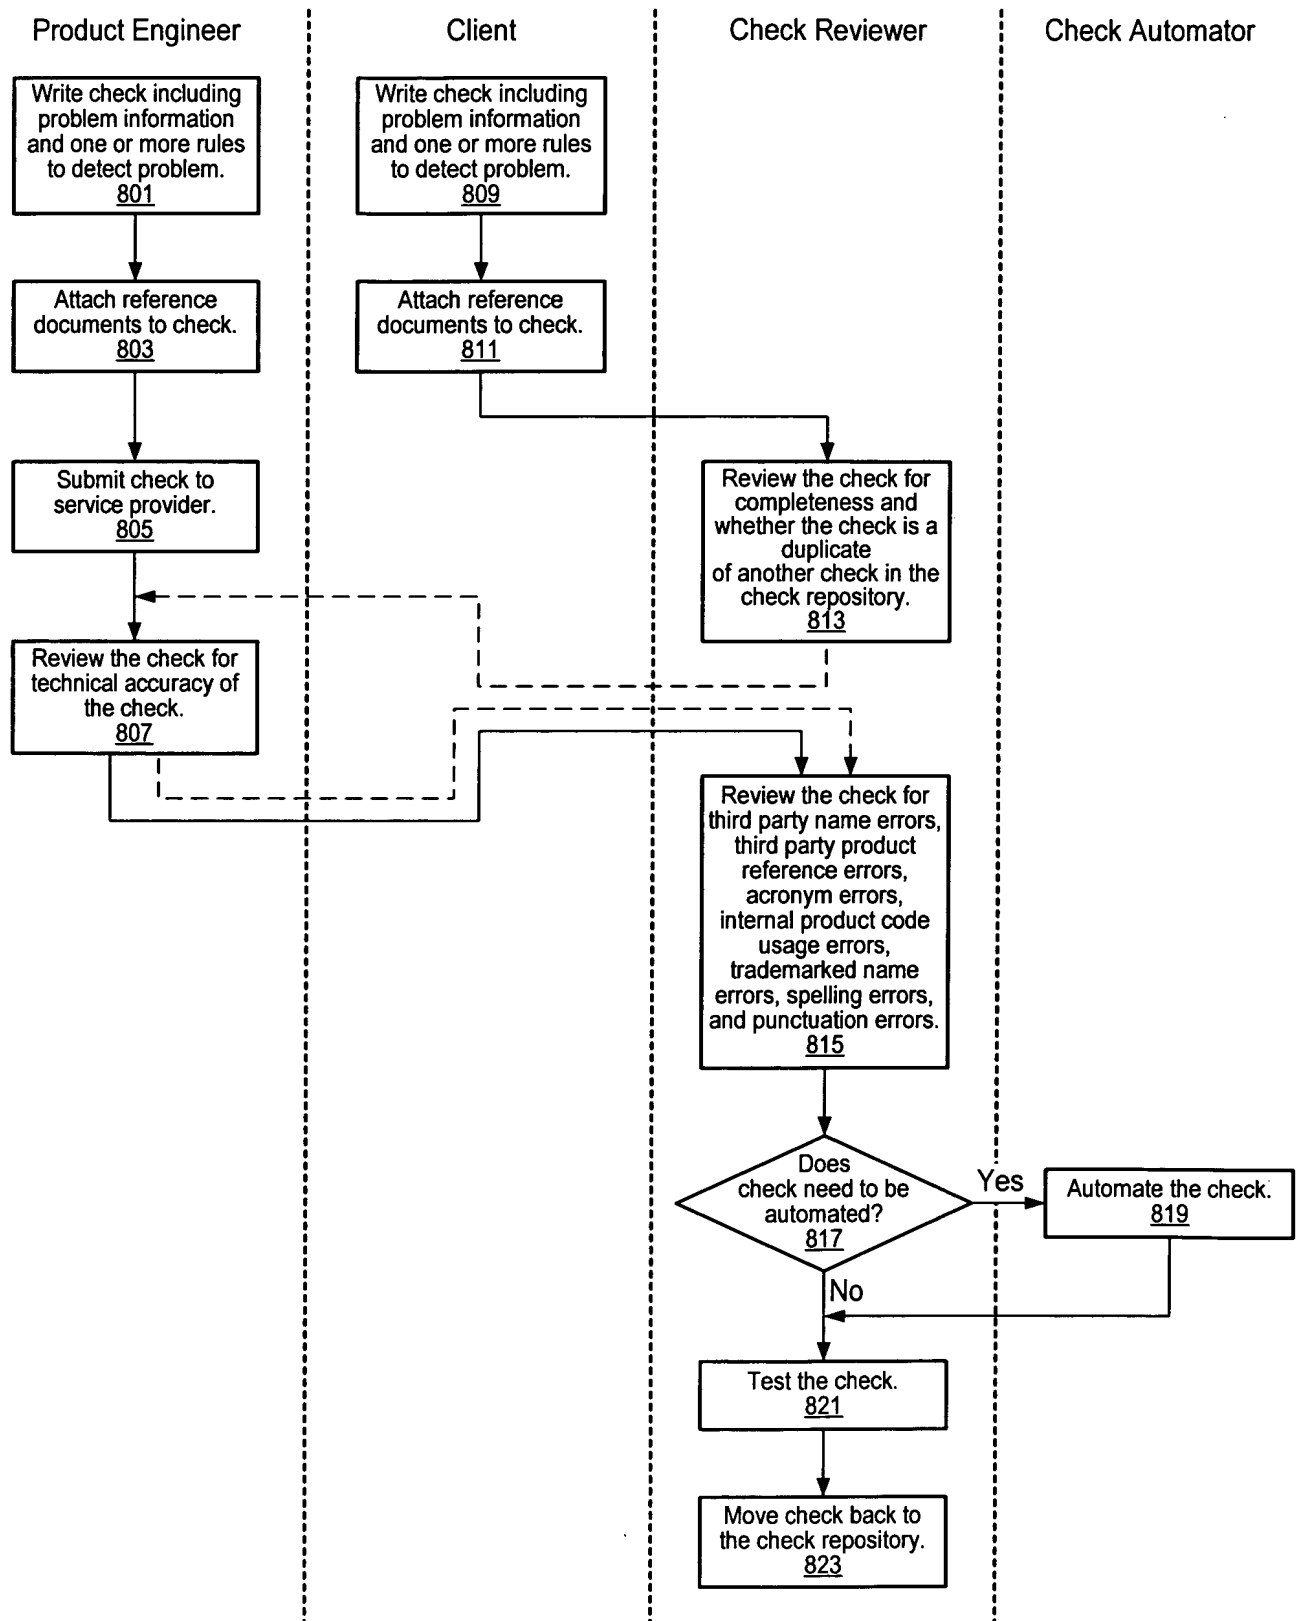 Product Engineer
Client
Check Reviewer
Check Automator
Write check including
problem information
and one or more rules
to detect problem.
801
Write check including
problem information
and one or more rules
to detect problem.
809
Attach reference
documents to check.
803
Attach reference
documents to check.
811
Submit check to
service provider.
805
Review the check for
completeness and
whether the check is a
duplicate
of another check in the
check repository.
813
Review the check for
technical accuracy of
the check.
807
Review the check for
third party name errors,
third party product
reference errors,
acronym errors,
internal product code
usage errors,
trademarked name
errors, spelling errors,
and punctuation errors.
815
Does
check need to be
automated?
817
Yes
Automate the check.
819
No
Test the check.
821
Move check back to
the check repository.
823